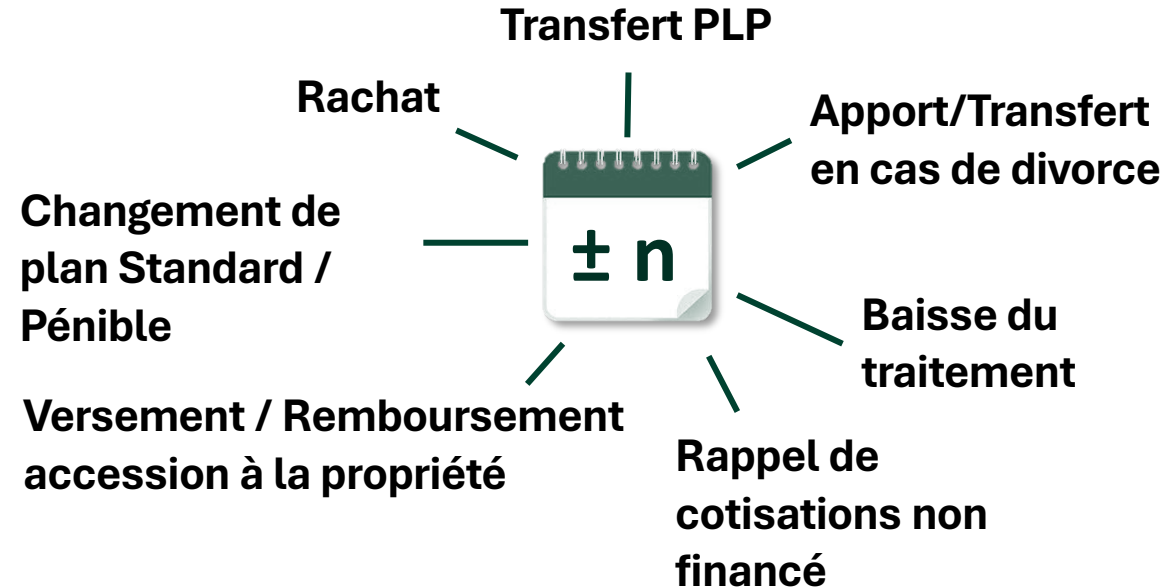 Transfert PLP
Rachat
Apport/Transfert
en cas de divorce
Changement de
plan Standard /
Pénible
± n
Baisse du
traitement
Versement / Remboursement
accession à la propriété
Rappel de
cotisations non
financé